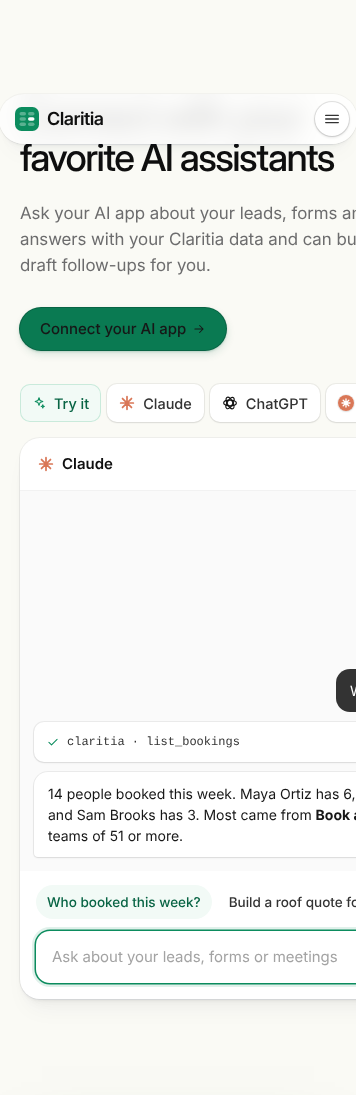 Claritia
favorite AI assistants
Ask your AI app about your leads, forms
answers with your Claritia data and can
draft follow-ups for you.
Connect your AI app →
Try it
Claude
ChatGPT
Claude
claritia · list_bookings
14 people booked this week. Maya Ortiz has 6,
and Sam Brooks has 3. Most came from Book
teams of 51 or more.
Who booked this week?
Build a roof quote
Ask about your leads, forms or meetings